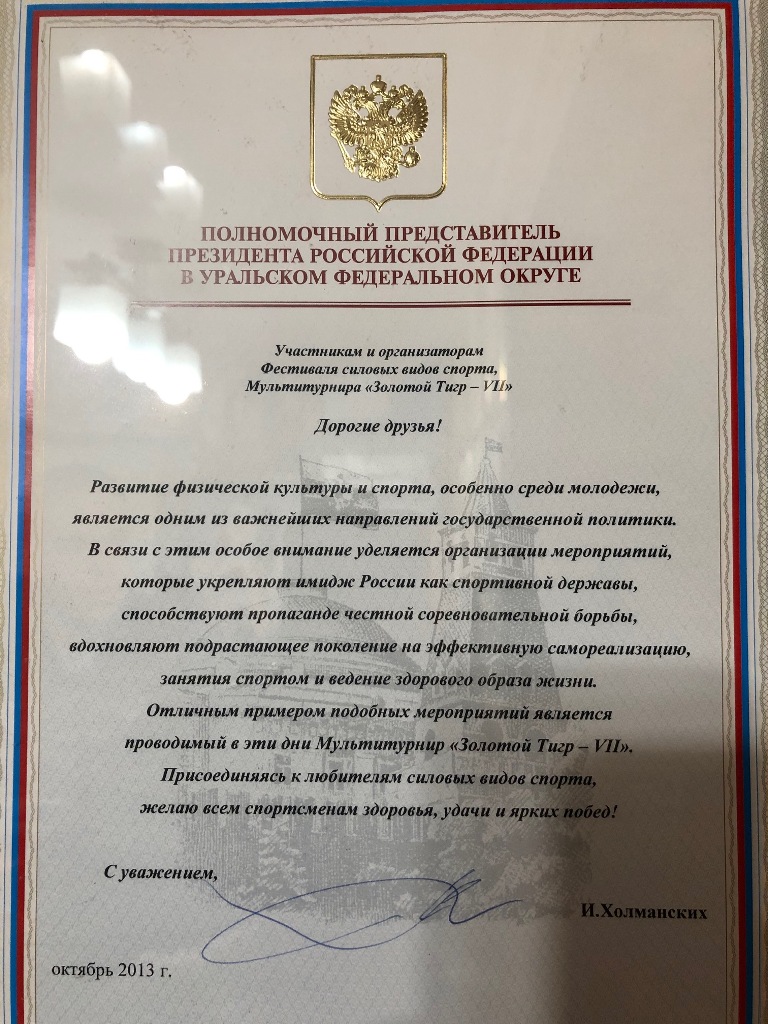 ПОЛНОМОЧНЫЙ ПРЕДСТАВИТЕЛЬ
ПРЕЗИДЕНТА РОССИЙСКОЙ ФЕДЕРАЦИИ
В УРАЛЬСКОМ ФЕДЕРАЛЬНОМ ОКРУГЕ
Участникам и организаторам
Фестиваля силовых видов спорта,
Мультитурнира «Золотой Тигр – VII»
Дорогие друзья!
Развитие физической культуры и спорта, особенно среди молодежи,
является одним из важнейших направлений государственной политики.
В связи с этим особое внимание уделяется организации мероприятий,
которые укрепляют имидж России как спортивной державы,
способствуют пропаганде честной соревновательной борьбы,
вдохновляют подрастающее поколение на эффективную самореализацию,
занятия спортом и ведение здорового образа жизни.
Отличным примером подобных мероприятий является
проводимый в эти дни Мультитурнир «Золотой Тигр – VII».
Присоединяясь к любителям силовых видов спорта,
желаю всем спортсменам здоровья, удачи и ярких побед!
С уважением,
И.Холманских
октябрь 2013 г.